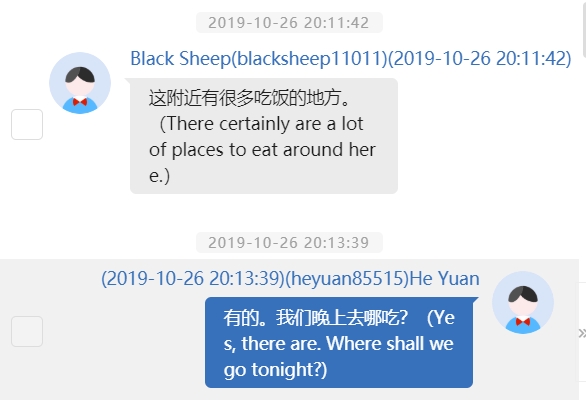 2019-10-26 20:11:42
Black Sheep(blacksheep11011)(2019-10-26 20:11:42)
这附近有很多吃饭的地方。
（There certainly are a lot
of places to eat around her
e.）
2019-10-26 20:13:39
(2019-10-26 20:13:39)(heyuan85515)He Yuan
有的。我们晚上去哪吃？（Ye
s, there are. Where shall we
go tonight?)